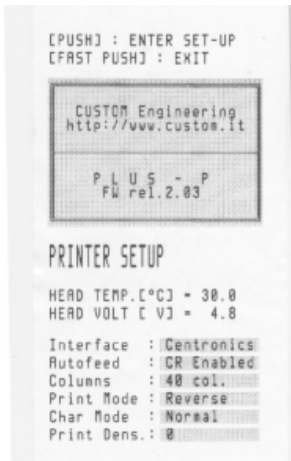 [PUSH] : ENTER SET-UP
[FAST PUSH] : EXIT
CUSTOM Engineering
http://www.custom.it
P L U S - P
FW rel.2.03
PRINTER SETUP
HEAD TEMP.[°C] = 30.0
HEAD VOLT [ V] = 4.8
Interface : Centronics
Autofeed : CR Enabled
Columns : 40 col.
Print Mode : Reverse
Char Mode : Normal
Print Dens.: 0